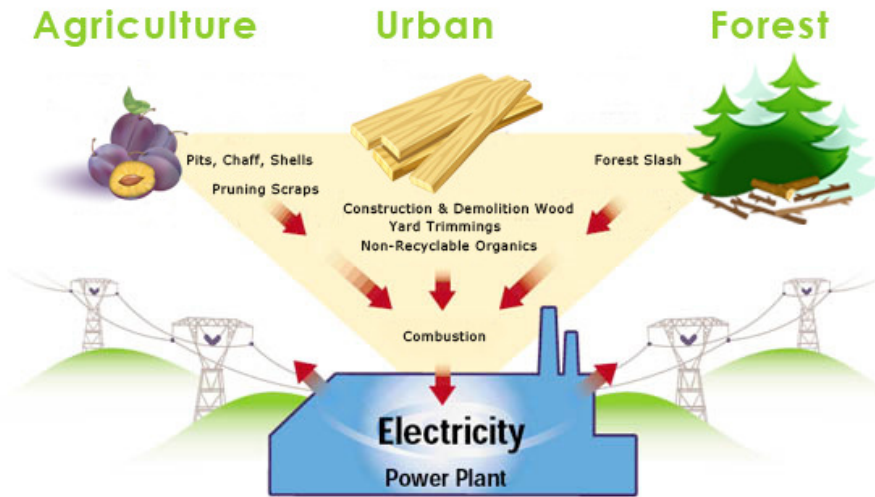 Agriculture
Urban
Forest
Pits, Chaff, Shells
Pruning Scraps
Construction & Demolition Wood
Yard Trimmings
Non-Recyclable Organics
Forest Slash
Combustion
Electricity
Power Plant